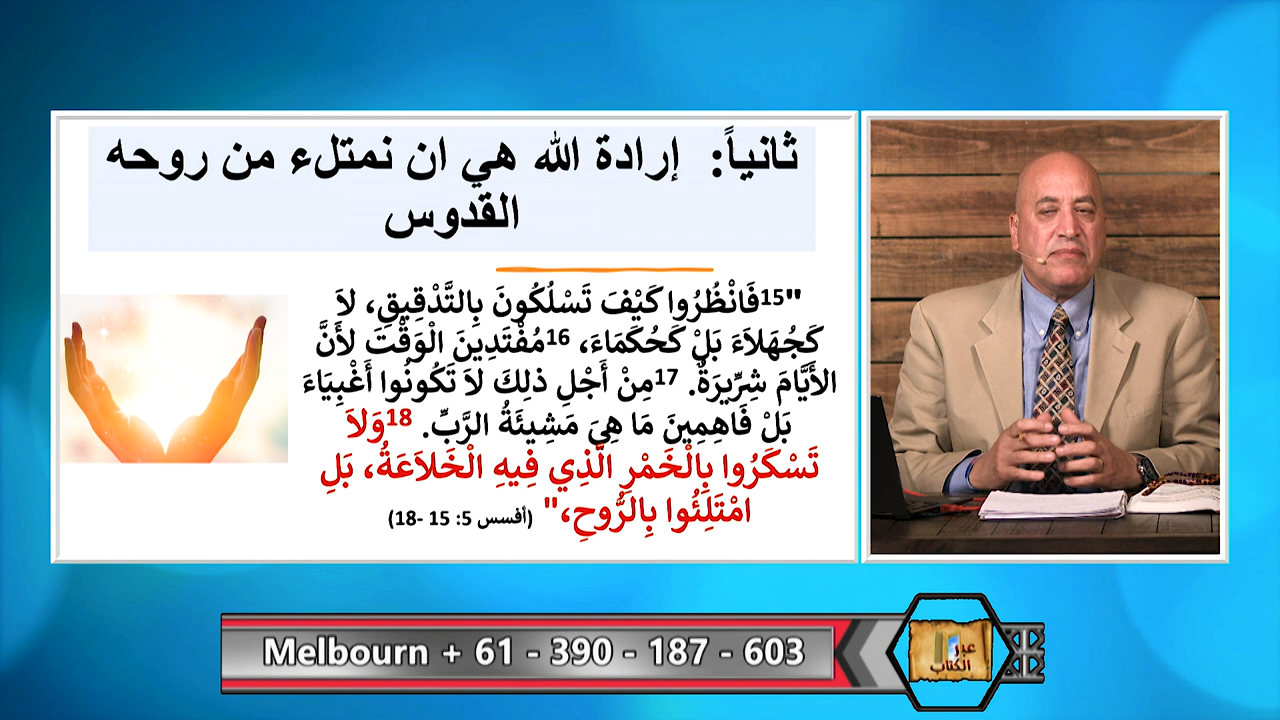 ثانياً: إرادة الله هي ان نمتلء من روحه
القدوس
"15فَانْظُرُوا كَيْفَ تَسْلُكُونَ بِالتَّدْقِيقِ، لاَ
كَجُهَلاَءَ بَلْ كَحُكَمَاءَ، 16مُفْتَدِينَ الْوَقْتَ لأَنَّ
الأَيَّامَ شِرِّيرَةٌ. 17مِنْ أَجْلِ ذلِكَ لاَ تَكُونُوا أَغْبِيَاءَ
بَلْ فَاهِمِينَ مَا هِيَ مَشِيئَةُ الرَّبِّ. 18وَلاَ
تَسْكَرُوا بِالْخَمْرِ الَّذِي فِيهِ الْخَلاَعَةُ، بَلِ
امْتَلِئُوا بِالرُّوحِ،" (أفسس 5: 15 -18)
Melbourn + 61 - 390 - 187 - 603
عبر
الكتاب